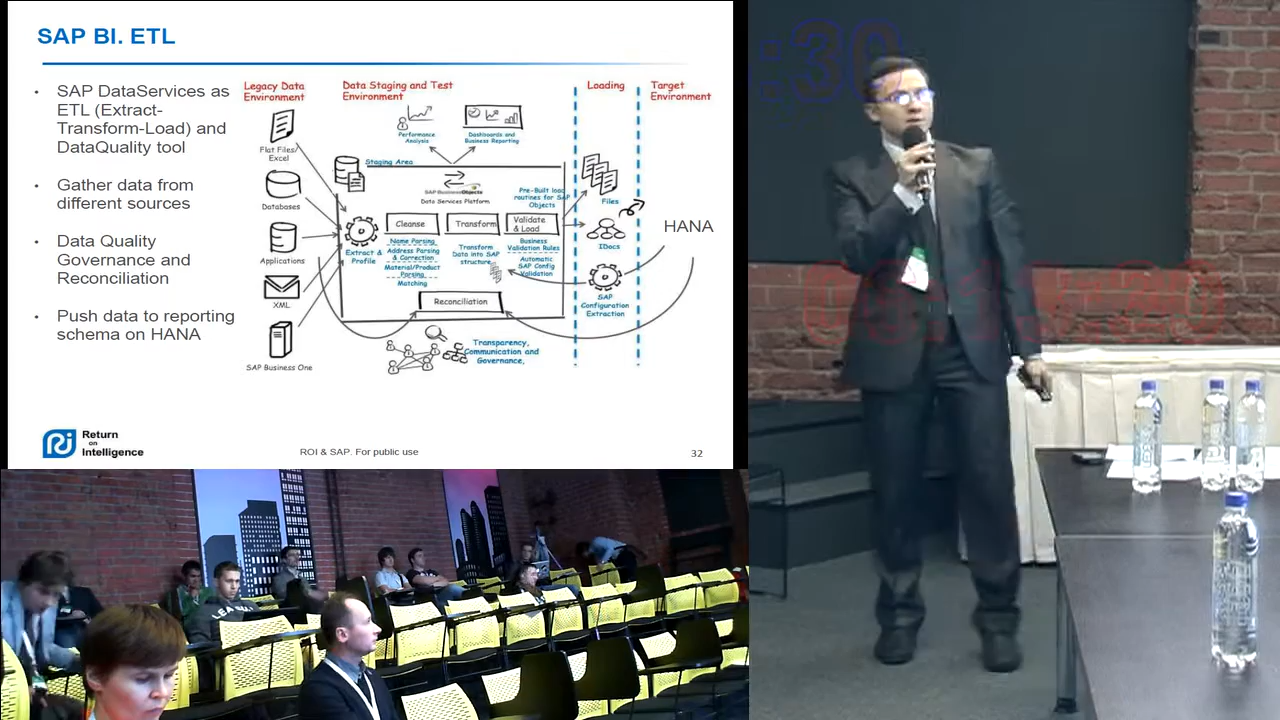 SAP BI. ETL
• SAP DataServices as
ETL (Extract-
Transform-Load) and
DataQuality tool
• Gather data from
different sources
• Data Quality
Governance and
Reconciliation
• Push data to reporting
schema on HANA
Legacy Data
Environment
Flat Files/
Excel
Databases
Applications
XML
SAP Business One
Data Staging and Test
Environment
Performance
Analysis
Dashboards and
Business Reporting
Staging Area
SAP BusinessObjects
Data Services Platform
Pre-Built load
routines for SAP
Objects
Extract &
Profile
Cleanse
Name Parsing
Address Parsing
& Correction
Material/Product
Parsing
Matching
Transform
Transform
Data into SAP
structure
Validate
& Load
Business
Validation Rules
Automatic
SAP Config
Validation
Reconciliation
Transparency,
Communication and
Governance,
Loading
Files
IDocs
SAP
Configuration
Extraction
Target
Environment
HANA
Return
on
Intelligence
ROI & SAP. For public use
32
:30